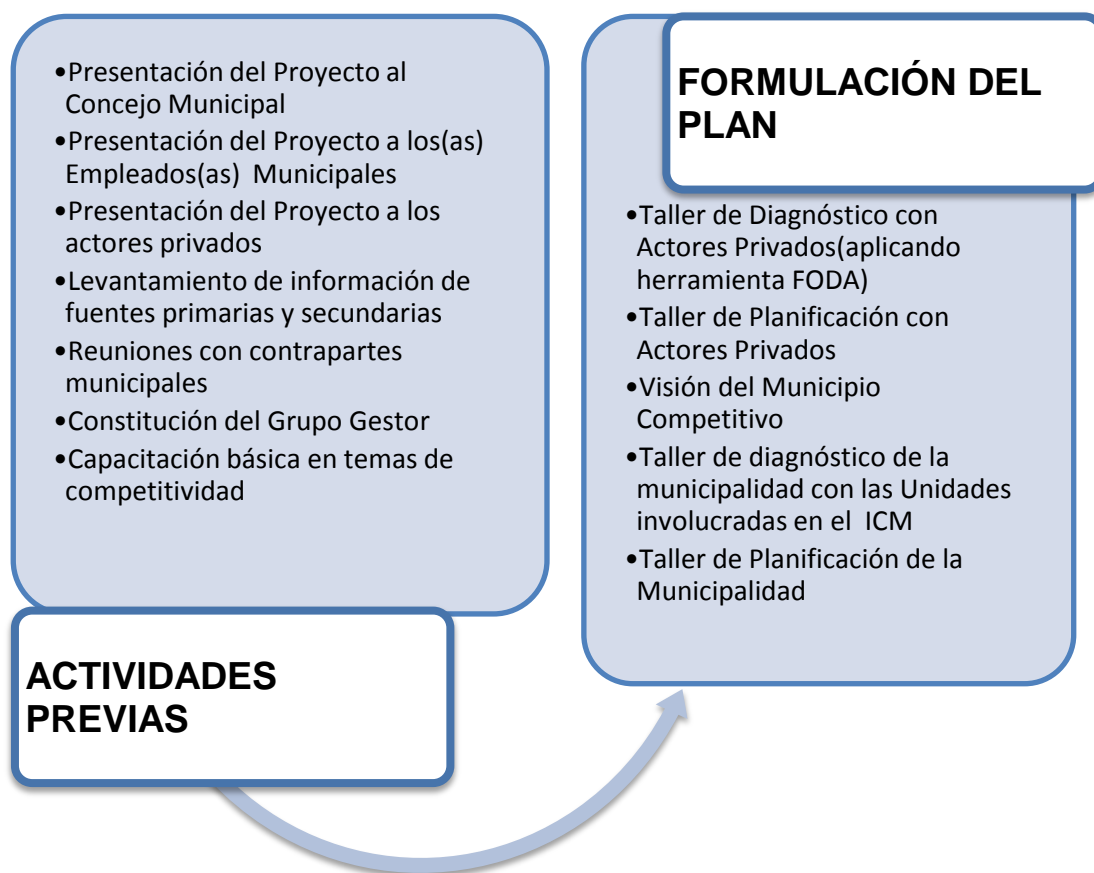 •Presentación del Proyecto al
Concejo Municipal
•Presentación del Proyecto a los(as)
Empleados(as) Municipales
•Presentación del Proyecto a los
actores privados
•Levantamiento de información de
fuentes primarias y secundarias
•Reuniones con contrapartes
municipales
•Constitución del Grupo Gestor
•Capacitación básica en temas de
competitividad
ACTIVIDADES
PREVIAS
FORMULACIÓN DEL
PLAN
•Taller de Diagnóstico con
Actores Privados(aplicando
herramienta FODA)
•Taller de Planificación con
Actores Privados
•Visión del Municipio
Competitivo
•Taller de diagnóstico de la
municipalidad con las Unidades
involucradas en el ICM
•Taller de Planificación de la
Municipalidad